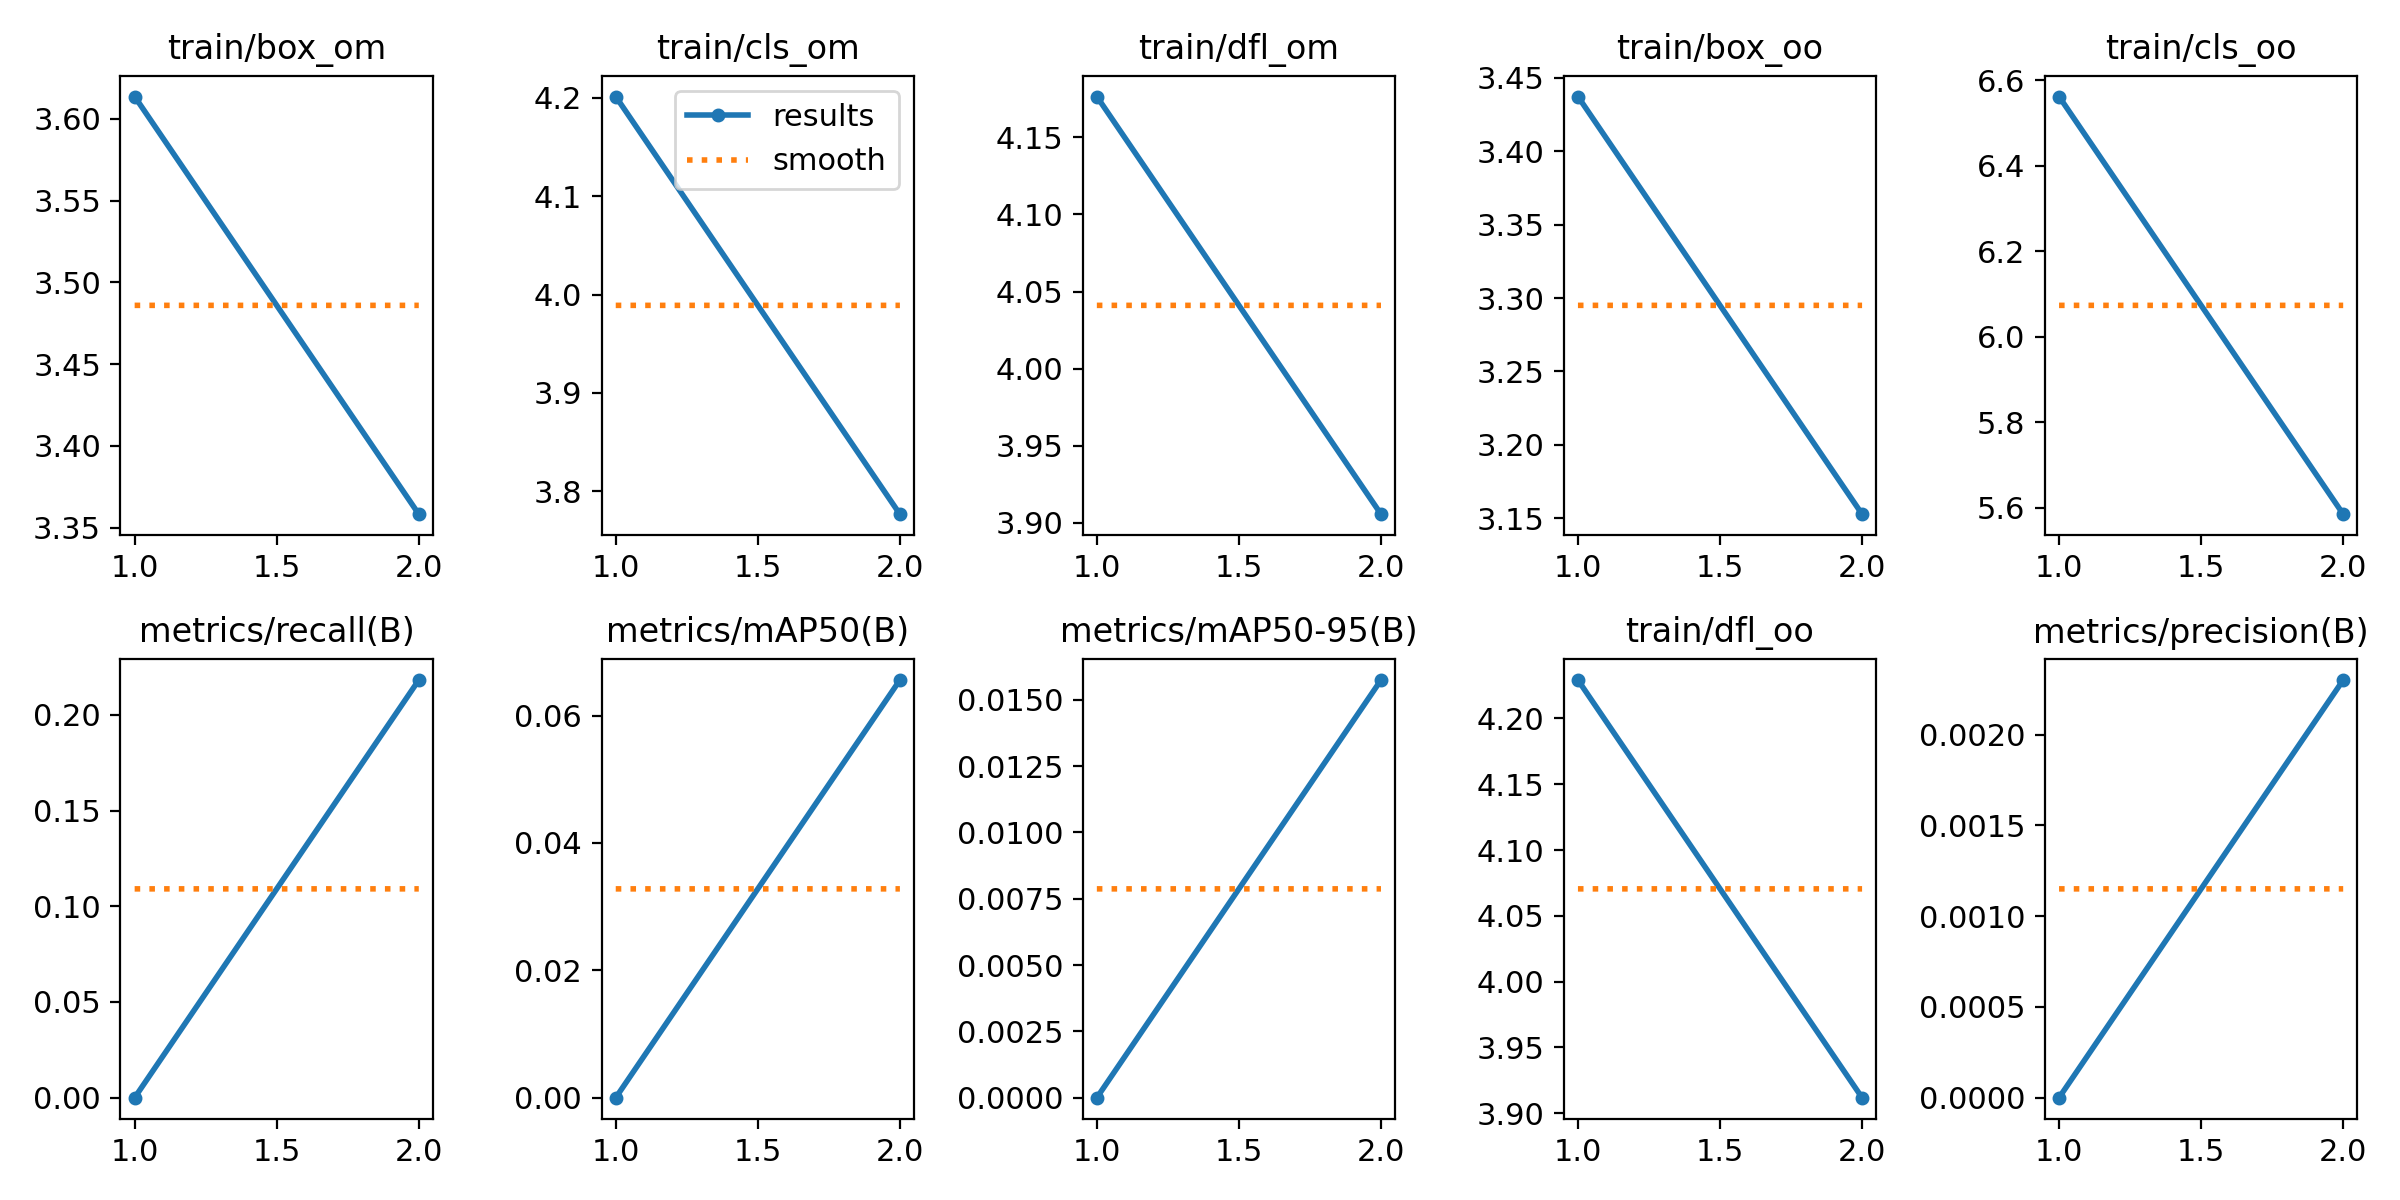 train/box_om
3.60
3.55
3.50
3.45
3.40
3.35
1.0 1.5 2.0
train/cls_om
4.2
4.1
4.0
3.9
3.8
results
smooth
1.0 1.5 2.0
train/dfl_om
4.15
4.10
4.05
4.00
3.95
3.90
1.0 1.5 2.0
train/box_oo
3.45
3.40
3.35
3.30
3.25
3.20
3.15
1.0 1.5 2.0
train/cls_oo
6.6
6.4
6.2
6.0
5.8
5.6
1.0 1.5 2.0
metrics/recall(B)
0.20
0.15
0.10
0.05
0.00
1.0 1.5 2.0
metrics/mAP50(B)
0.06
0.04
0.02
0.00
1.0 1.5 2.0
metrics/mAP50-95(B)
0.0150
0.0125
0.0100
0.0075
0.0050
0.0025
0.0000
1.0 1.5 2.0
train/dfl_oo
4.20
4.15
4.10
4.05
4.00
3.95
3.90
1.0 1.5 2.0
metrics/precision(B)
0.0020
0.0015
0.0010
0.0005
0.0000
1.0 1.5 2.0